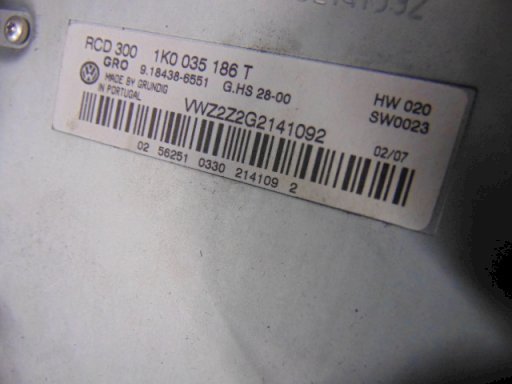 RCD 300 1K0 035 186 T
GRO 9.18438-6551 G.HS 28-00
MADE BY GRUNDIG
IN PORTUGAL
HW 020
SW0023
VWZ2Z2G2141092
02/07
02 56251 0330 214109 2